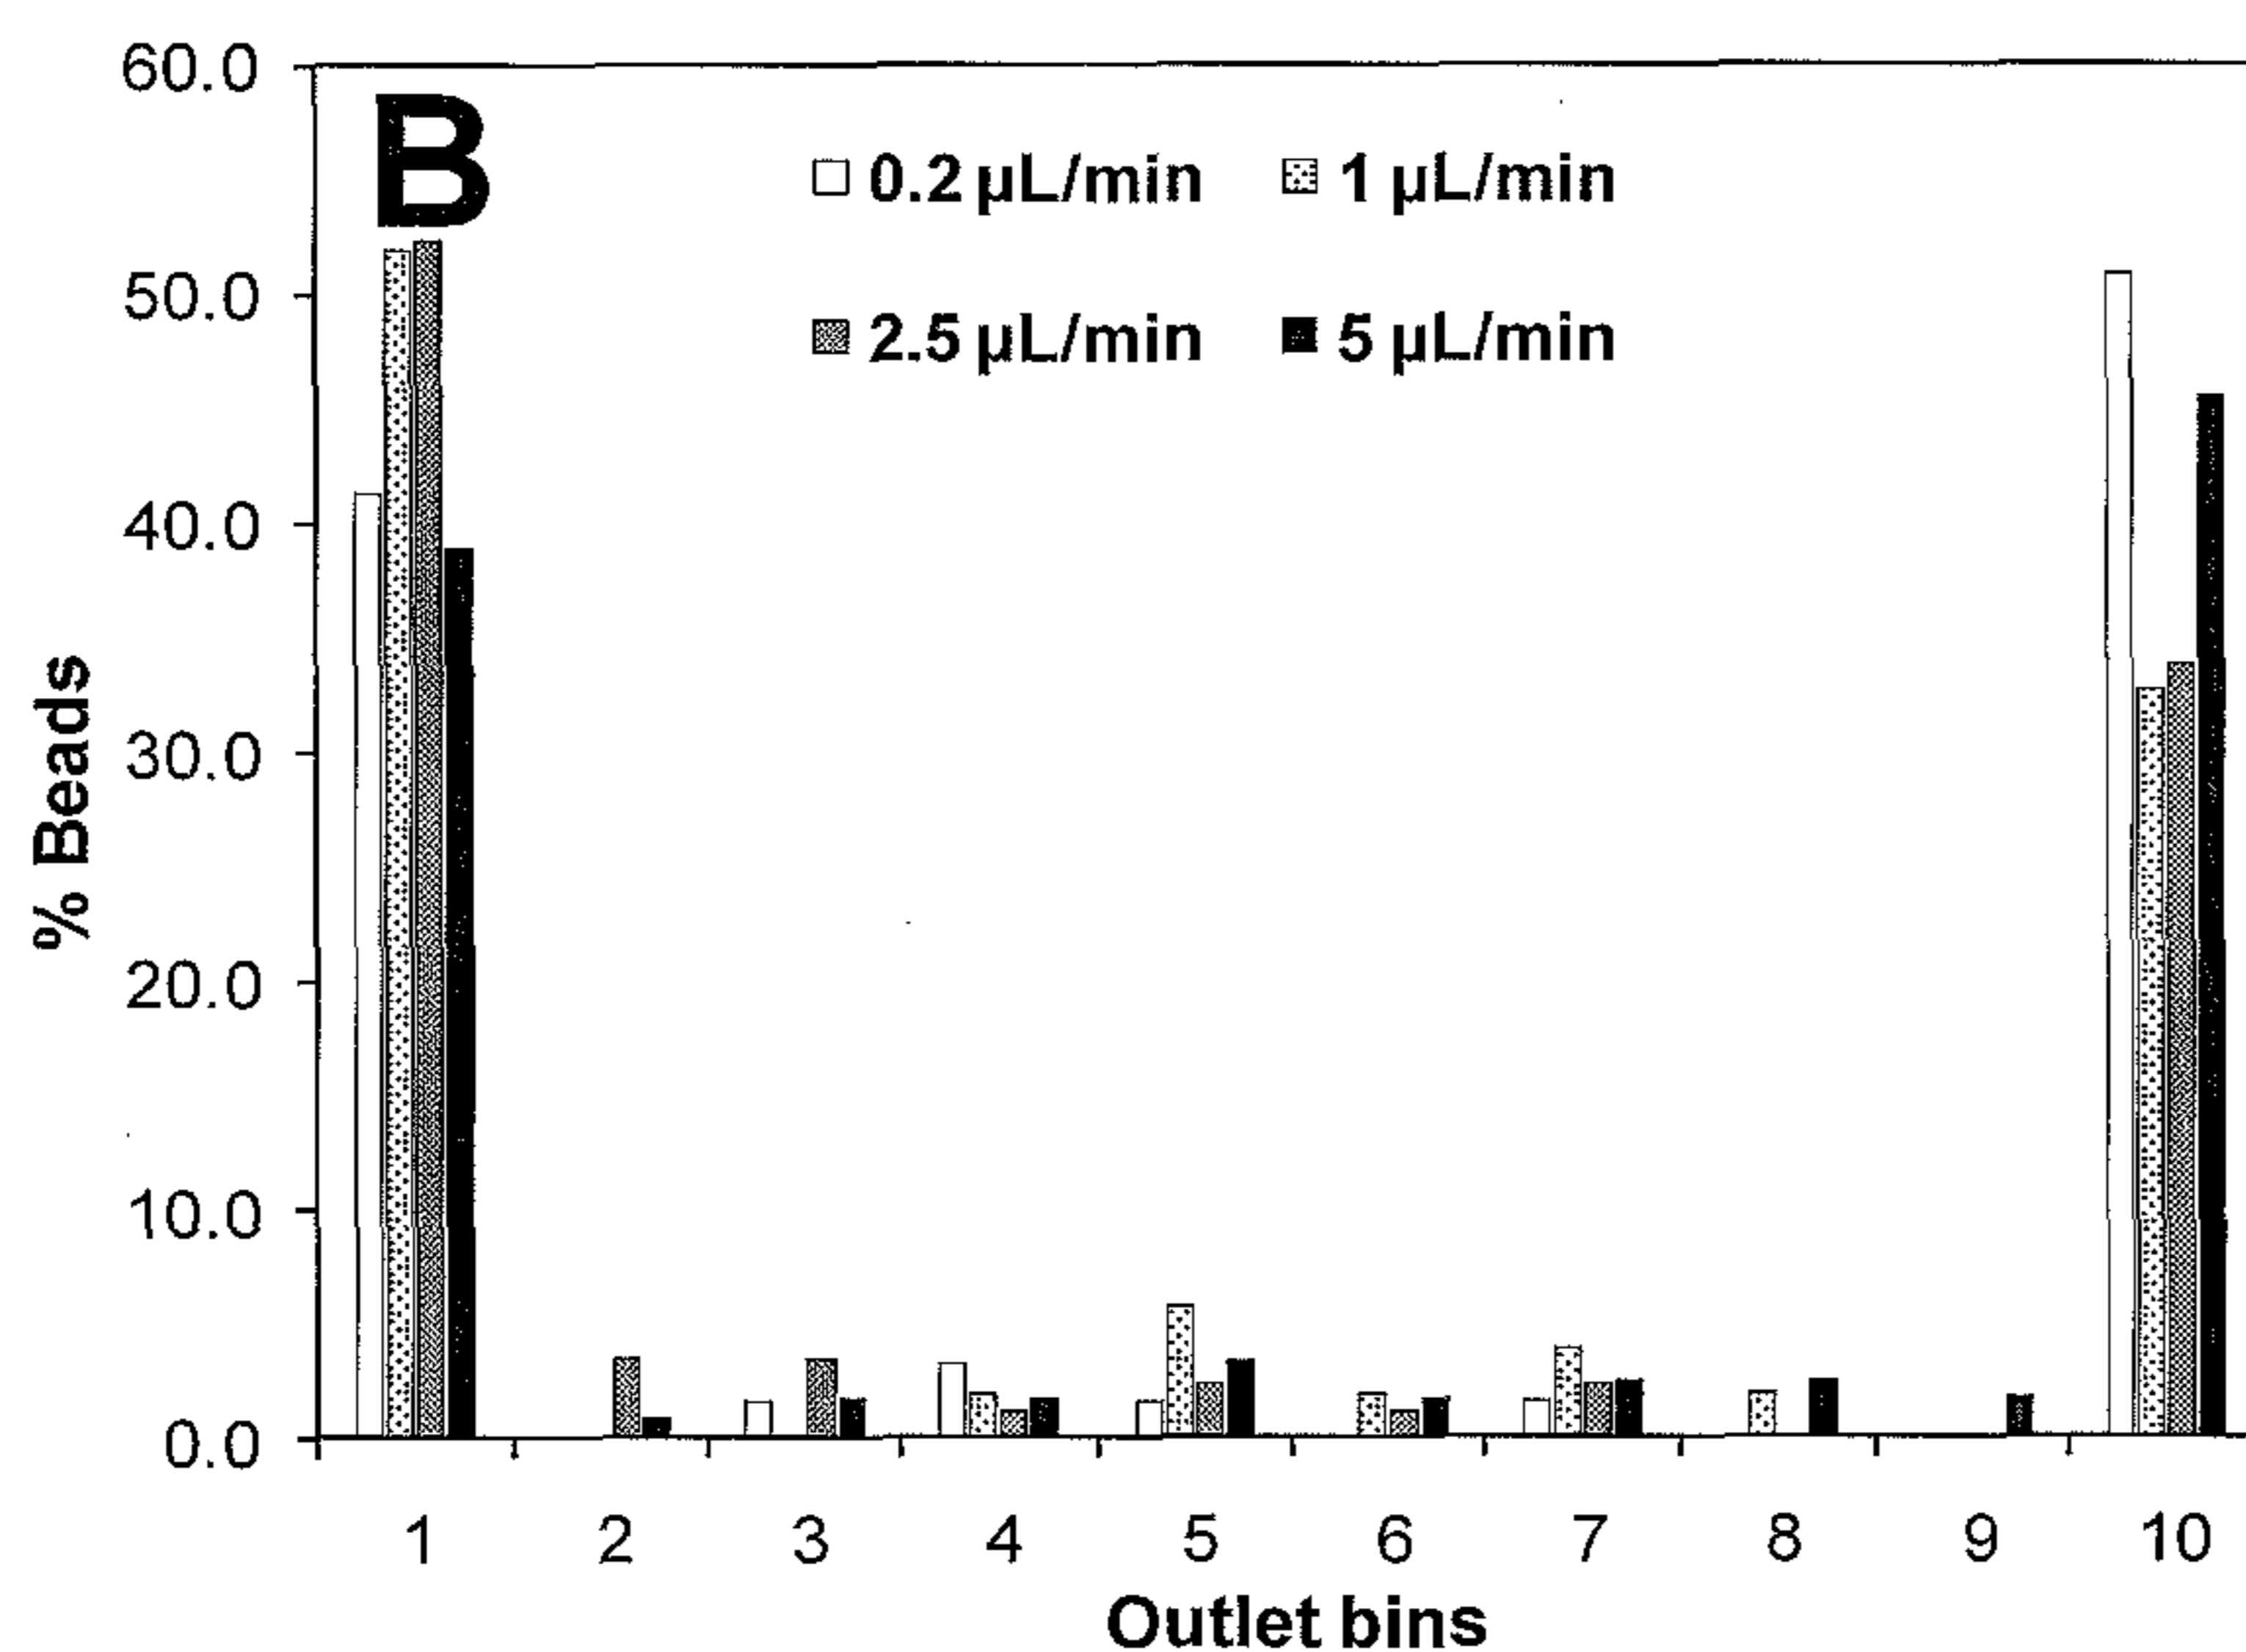 60.0
B
0.2 µL/min 1 µL/min
50.0
2.5 µL/min 5 µL/min
40.0
% Beads
30.0
20.0
10.0
0.0
1 2 3 4 5 6 7 8 9 10
Outlet bins